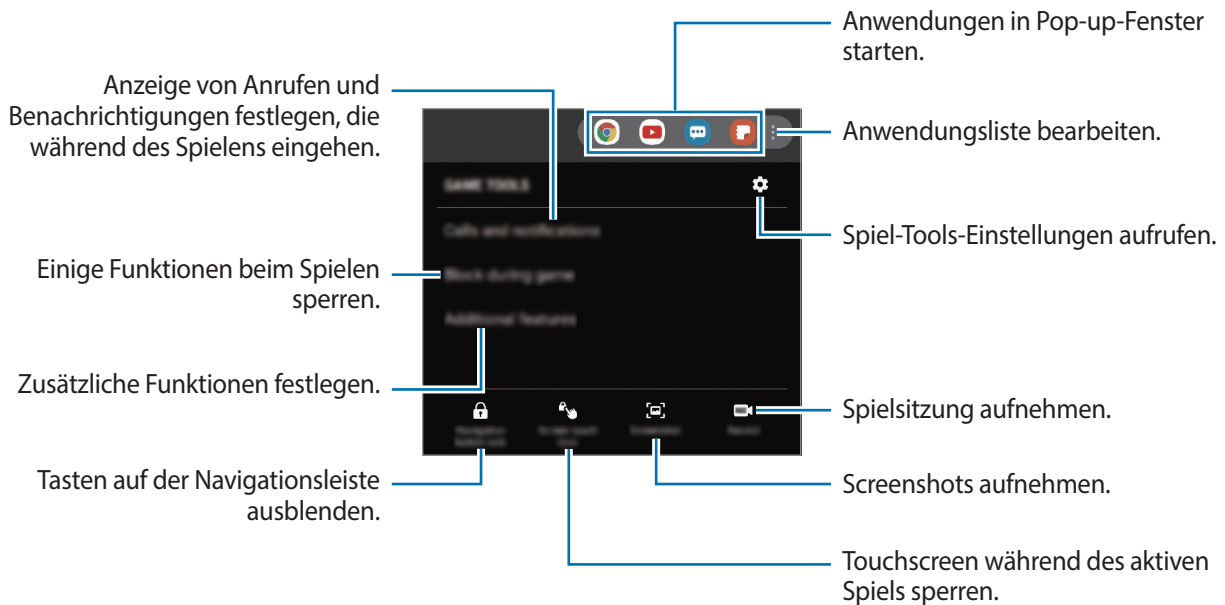 Anwendungen in Pop-up-Fenster
starten.
Anzeige von Anrufen und
Benachrichtigungen festlegen, die
während des Spielens eingehen.
Anwendungsliste bearbeiten.
GAME TOOLS
Calls and notifications
Spiel-Tools-Einstellungen aufrufen.
Einige Funktionen beim Spielen
sperren.
Block during game
Additional features
Zusätzliche Funktionen festlegen.
Spielsitzung aufnehmen.
Tasten auf der Navigationsleiste
ausblenden.
Screenshots aufnehmen.
Touchscreen während des aktiven
Spiels sperren.